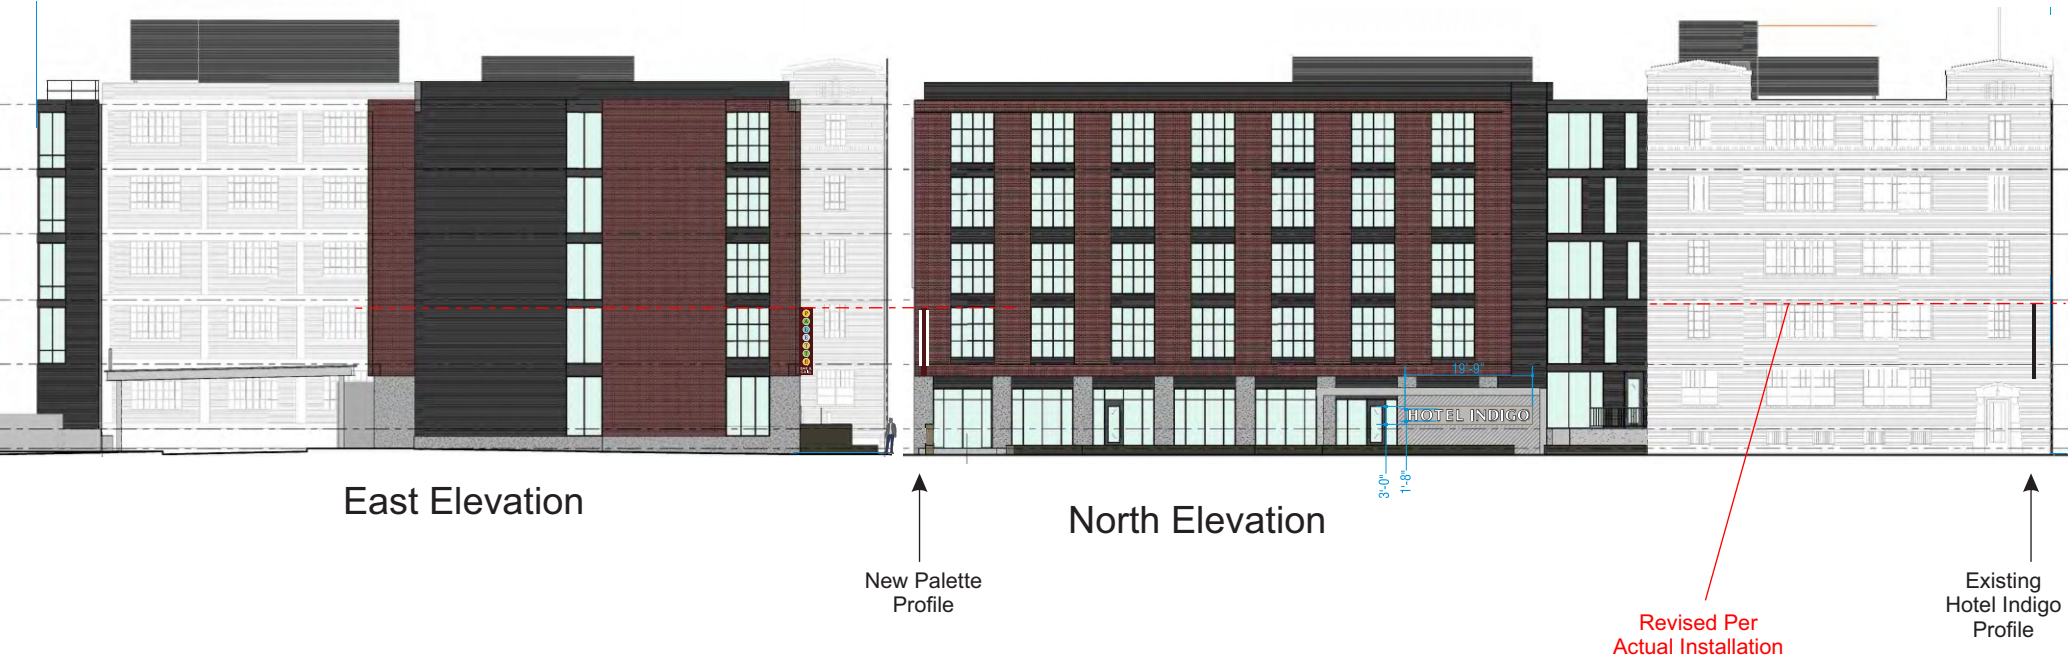 P
A
L
E
T
T
E
19'-9"
HOTEL INDIGO
3'-0"
1'-8"
East Elevation
North Elevation
New Palette
Profile
Existing
Hotel Indigo
Profile
Revised Per
Actual Installation